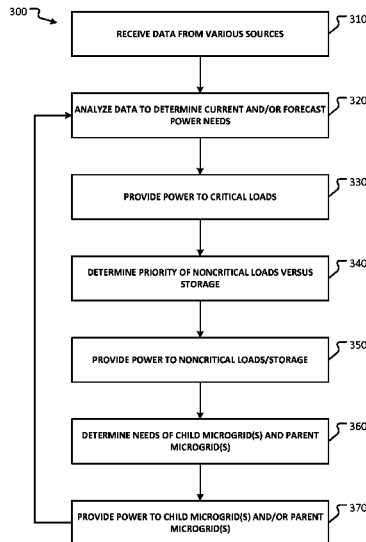 300
RECEIVE DATA FROM VARIOUS SOURCES
310
ANALYZE DATA TO DETERMINE CURRENT AND/OR FORECAST
POWER NEEDS
320
PROVIDE POWER TO CRITICAL LOADS
330
DETERMINE PRIORITY OF NONCRITICAL LOADS VERSUS
STORAGE
340
PROVIDE POWER TO NONCRITICAL LOADS/STORAGE
350
DETERMINE NEEDS OF CHILD MICROGRID(S) AND PARENT
MICROGRID(S)
360
PROVIDE POWER TO CHILD MICROGRID(S) AND/OR PARENT
MICROGRID(S)
370